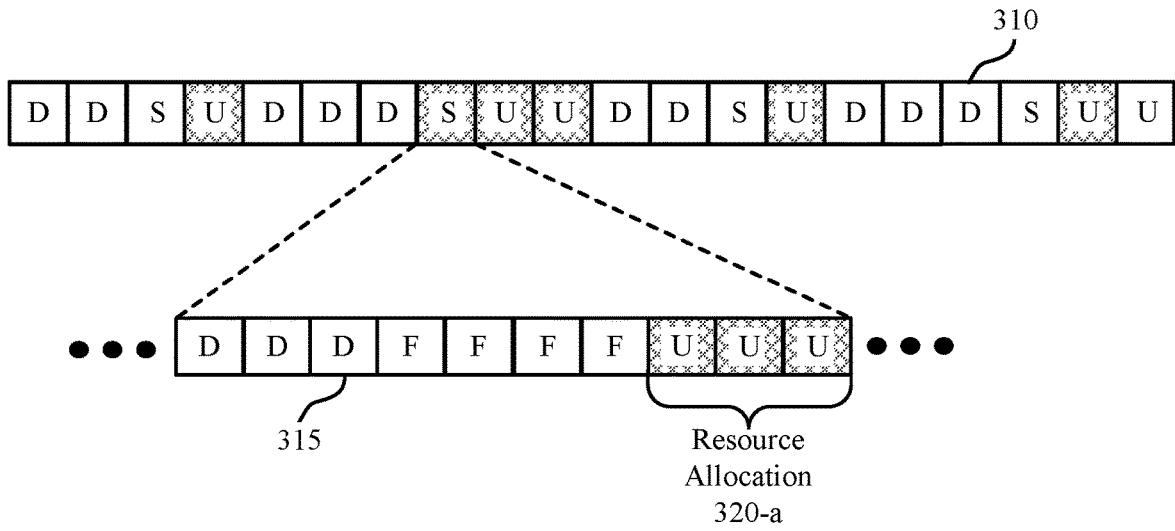 310
D D S U D D D S U U D D S U D D D S U U
D D D F F F F U U U
315
Resource
Allocation
320-a